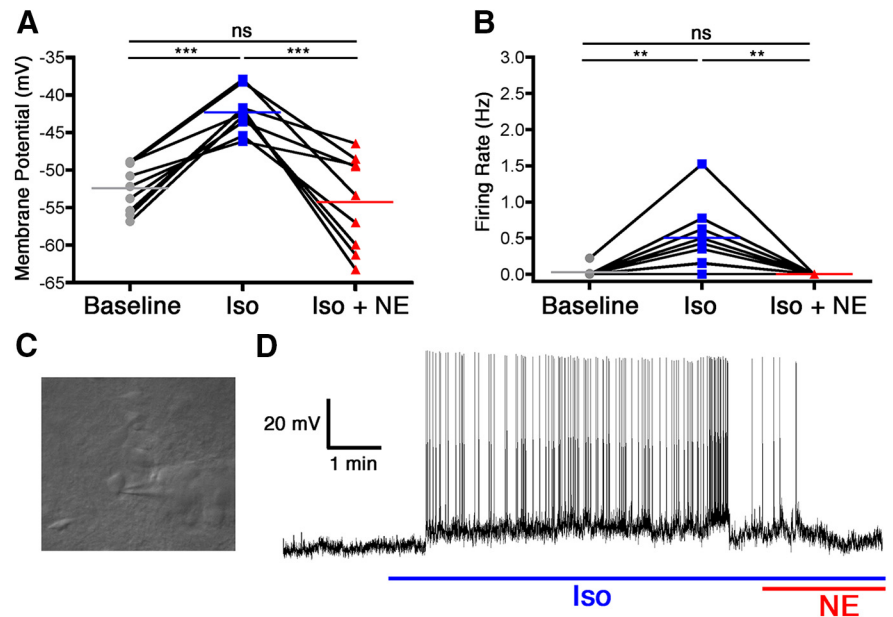 A
ns
*** ***
Membrane Potential (mV)
-35
-40
-45
-50
-55
-60
-65
Baseline Iso Iso + NE
B
ns
** **
Firing Rate (Hz)
3.0
2.5
2.0
1.5
1.0
0.5
0.0
Baseline Iso Iso + NE
C
D
20 mV
1 min
Iso
NE